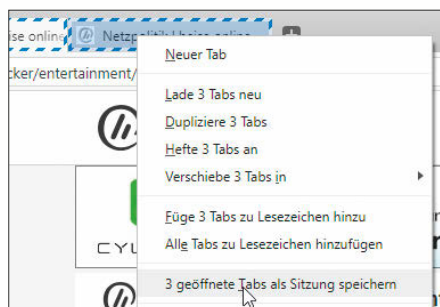 ise online
Netzpolitik | heise online
cker/entertainment/
Neuer Tab
Lade 3 Tabs neu
Dupliziere 3 Tabs
Hefte 3 Tabs an
Verschiebe 3 Tabs in
Füge 3 Tabs zu Lesezeichen hinzu
Alle Tabs zu Lesezeichen hinzufügen
CYL
3 geöffnete Tabs als Sitzung speichern